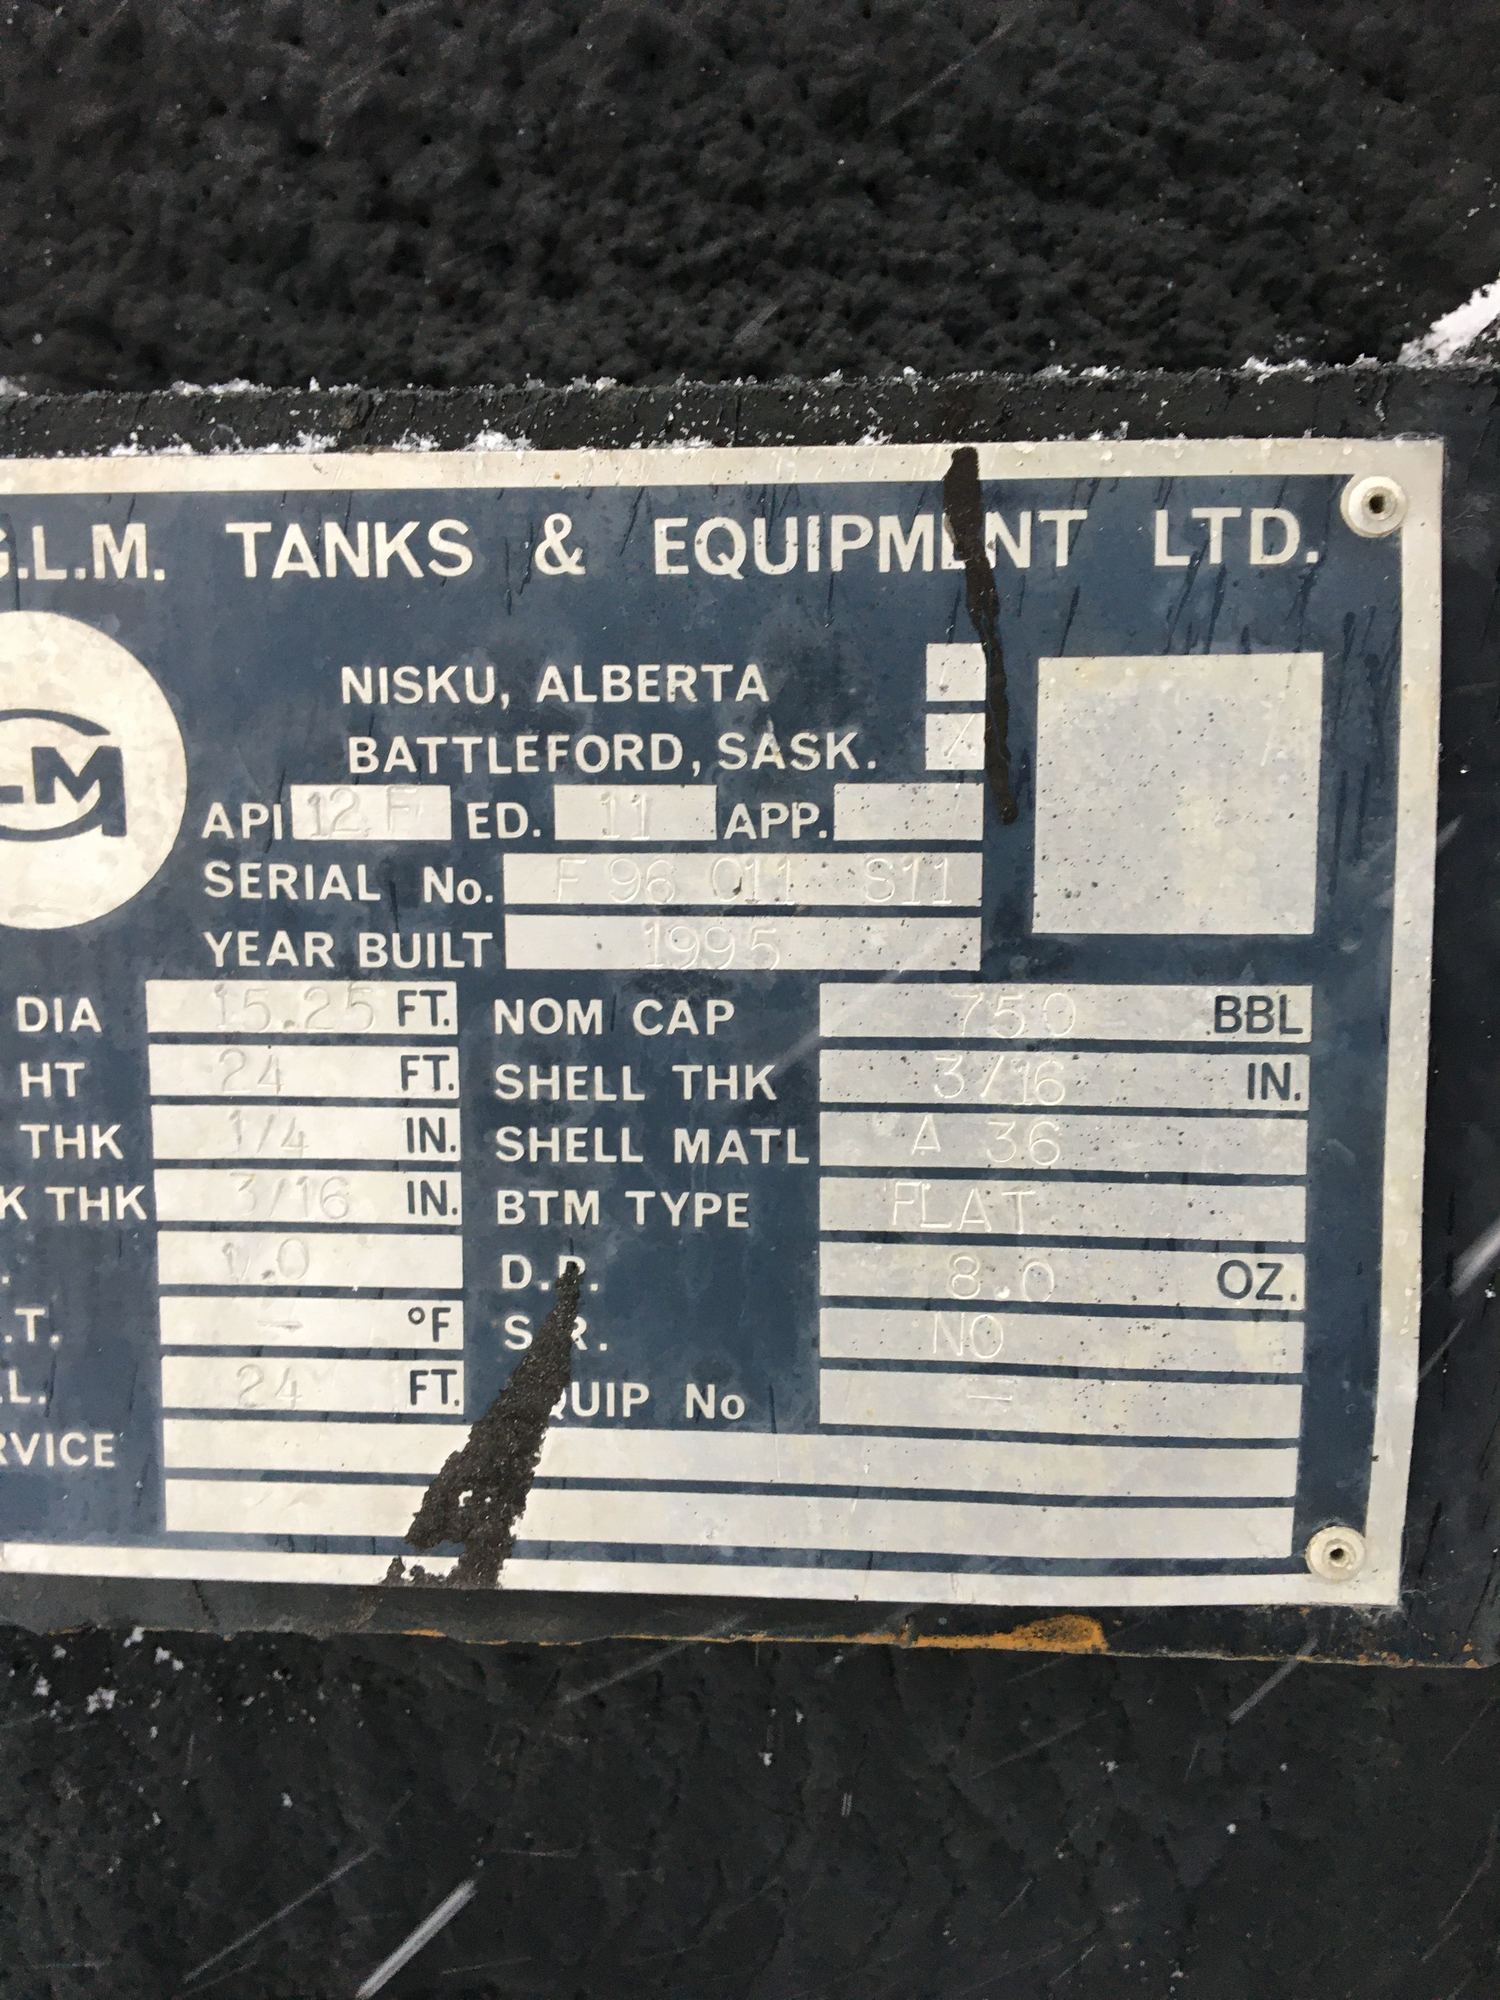 G.L.M. TANKS & EQUIPMENT LTD.
NISKU, ALBERTA
BATTLEFORD, SASK. /
API 12 F ED. 11 APP.
SERIAL No. F 96 011 S11
YEAR BUILT 1995
DIA 15.25 FT. NOM CAP 750 BBL
HT 24 FT. SHELL THK 3/16 IN.
THK 1/4 IN. SHELL MATL A 36
K THK 3/16 IN. BTM TYPE FLAT
1.0 D.P. 8.0 OZ.
.T. – °F S.R. NO
.L. 24 FT. QUIP No –
RVICE